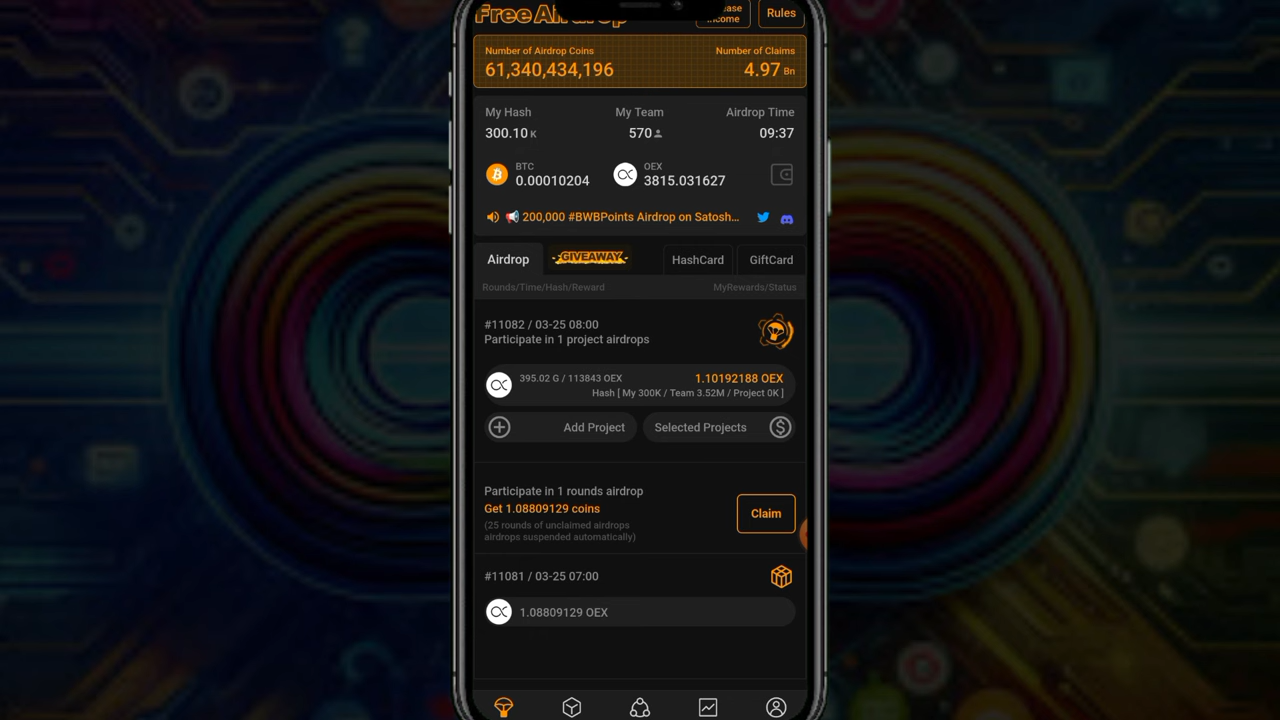 Free Airdrop
ease
Income
Rules
Number of Airdrop Coins
Number of Claims
61,340,434,196
4.97 Bn
My Hash
My Team
Airdrop Time
300.10 K
570
09:37
BTC
0.00010204
OEX
3815.031627
200,000 #BWBPoints Airdrop on Satosh...
Airdrop
GIVEAWAY
HashCard
GiftCard
Rounds/Time/Hash/Reward
MyRewards/Status
#11082 / 03-25 08:00
Participate in 1 project airdrops
395.02 G / 113843 OEX
1.10192188 OEX
Hash [ My 300K / Team 3.52M / Project 0K ]
Add Project
Selected Projects
Participate in 1 rounds airdrop
Get 1.08809129 coins
(25 rounds of unclaimed airdrops
airdrops suspended automatically)
Claim
#11081 / 03-25 07:00
1.08809129 OEX